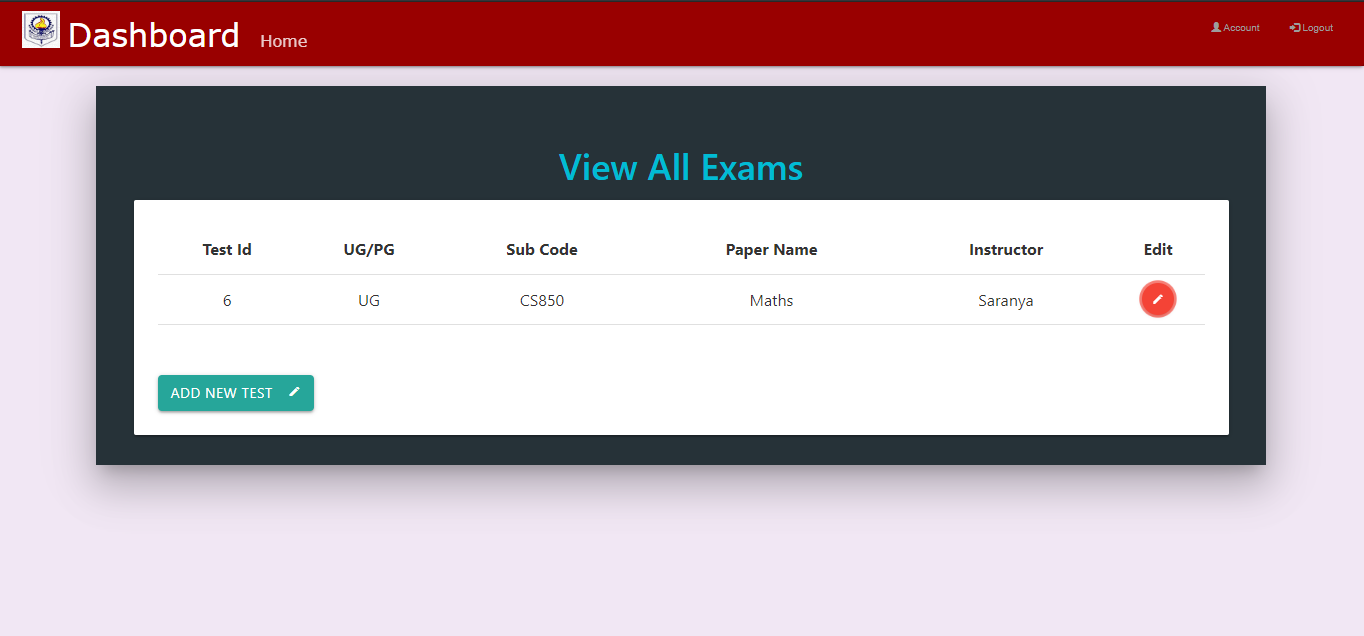 Dashboard Home Account Logout
View All Exams
Test Id UG/PG Sub Code Paper Name Instructor Edit
6 UG CS850 Maths Saranya
ADD NEW TEST